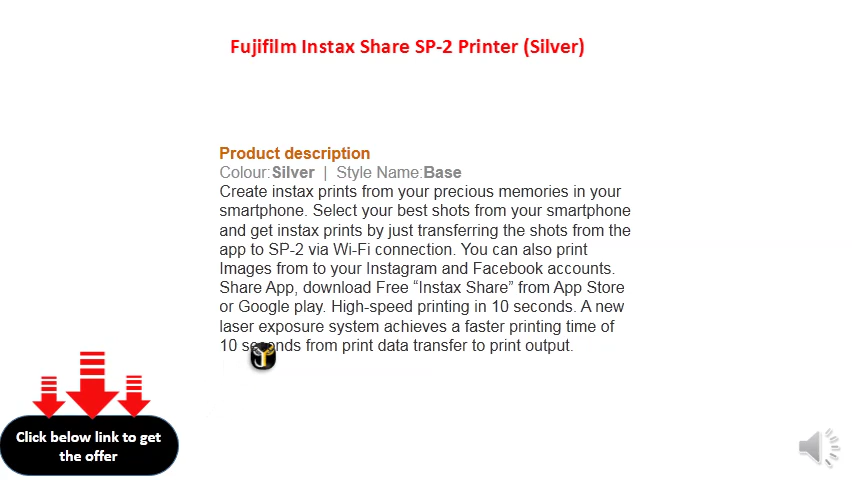 Fujifilm Instax Share SP-2 Printer (Silver)
Product description
Colour:Silver | Style Name:Base
Create instax prints from your precious memories in your
smartphone. Select your best shots from your smartphone
and get instax prints by just transferring the shots from the
app to SP-2 via Wi-Fi connection. You can also print
Images from to your Instagram and Facebook accounts.
Share App, download Free “Instax Share” from App Store
or Google play. High-speed printing in 10 seconds. A new
laser exposure system achieves a faster printing time of
10 seconds from print data transfer to print output.
Click below link to get
the offer